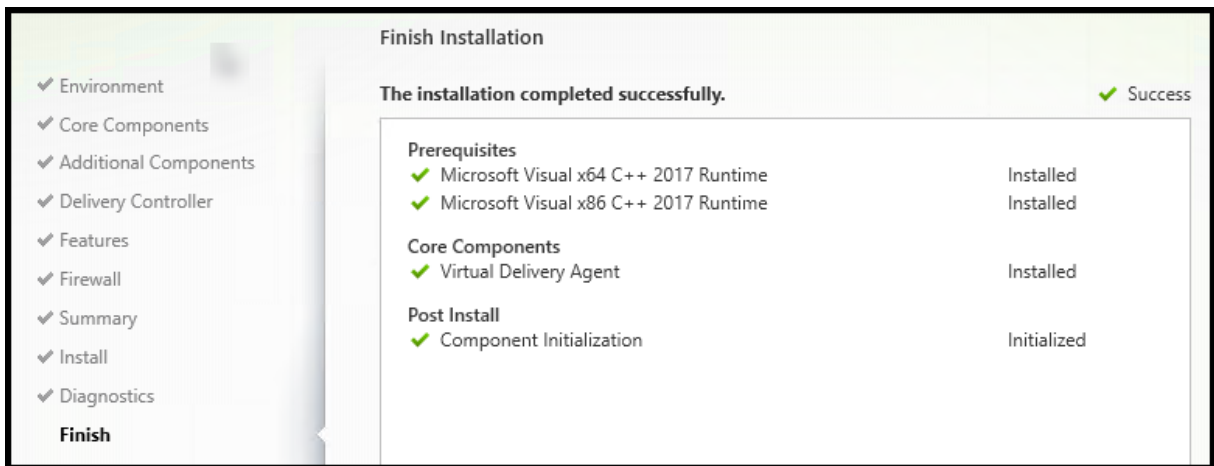 Finish Installation
Environment
Core Components
Additional Components
Delivery Controller
Features
Firewall
Summary
Install
Diagnostics
Finish
The installation completed successfully.
Success
Prerequisites
Microsoft Visual x64 C++ 2017 Runtime Installed
Microsoft Visual x86 C++ 2017 Runtime Installed
Core Components
Virtual Delivery Agent Installed
Post Install
Component Initialization Initialized